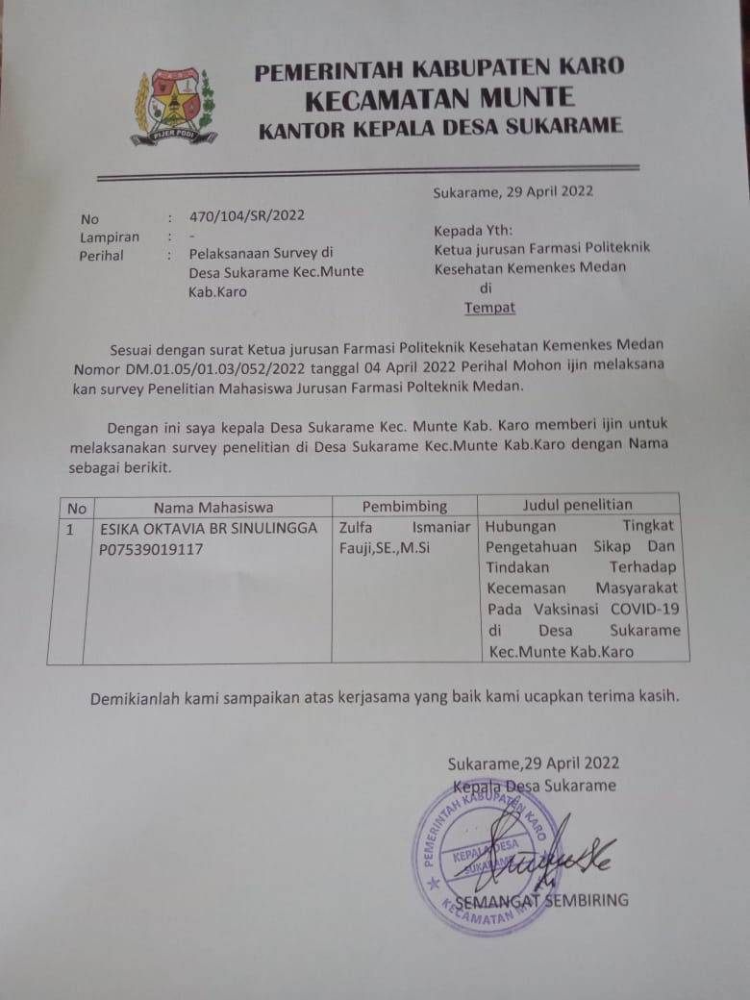 KARO
PIJER PODI
PEMERINTAH KABUPATEN KARO
KECAMATAN MUNTE
KANTOR KEPALA DESA SUKARAME
Sukarame, 29 April 2022
No : 470/104/SR/2022
Lampiran : -
Perihal : Pelaksanaan Survey di
Desa Sukarame Kec.Munte
Kab.Karo
Kepada Yth:
Ketua jurusan Farmasi Politeknik
Kesehatan Kemenkes Medan
di
Tempat
Sesuai dengan surat Ketua jurusan Farmasi Politeknik Kesehatan Kemenkes Medan
Nomor DM.01.05/01.03/052/2022 tanggal 04 April 2022 Perihal Mohon ijin melaksana
kan survey Penelitian Mahasiswa Jurusan Farmasi Polteknik Medan.
Dengan ini saya kepala Desa Sukarame Kec. Munte Kab. Karo memberi ijin untuk
melaksanakan survey penelitian di Desa Sukarame Kec.Munte Kab.Karo dengan Nama
sebagai berikit.
No Nama Mahasiswa Pembimbing Judul penelitian
1 ESIKA OKTAVIA BR SINULINGGA
P07539019117
Zulfa Ismaniar
Fauji,SE.,M.Si
Hubungan Tingkat
Pengetahuan Sikap Dan
Tindakan Terhadap
Kecemasan Masyarakat
Pada Vaksinasi COVID-19
di Desa Sukarame
Kec.Munte Kab.Karo
Demikianlah kami sampaikan atas kerjasama yang baik kami ucapkan terima kasih.
Sukarame,29 April 2022
Kepala Desa Sukarame
PEMERINTAH KABUPATEN KARO
KEPALA DESA
SUKARAME
KECAMATAN
SEMANGAT SEMBIRING